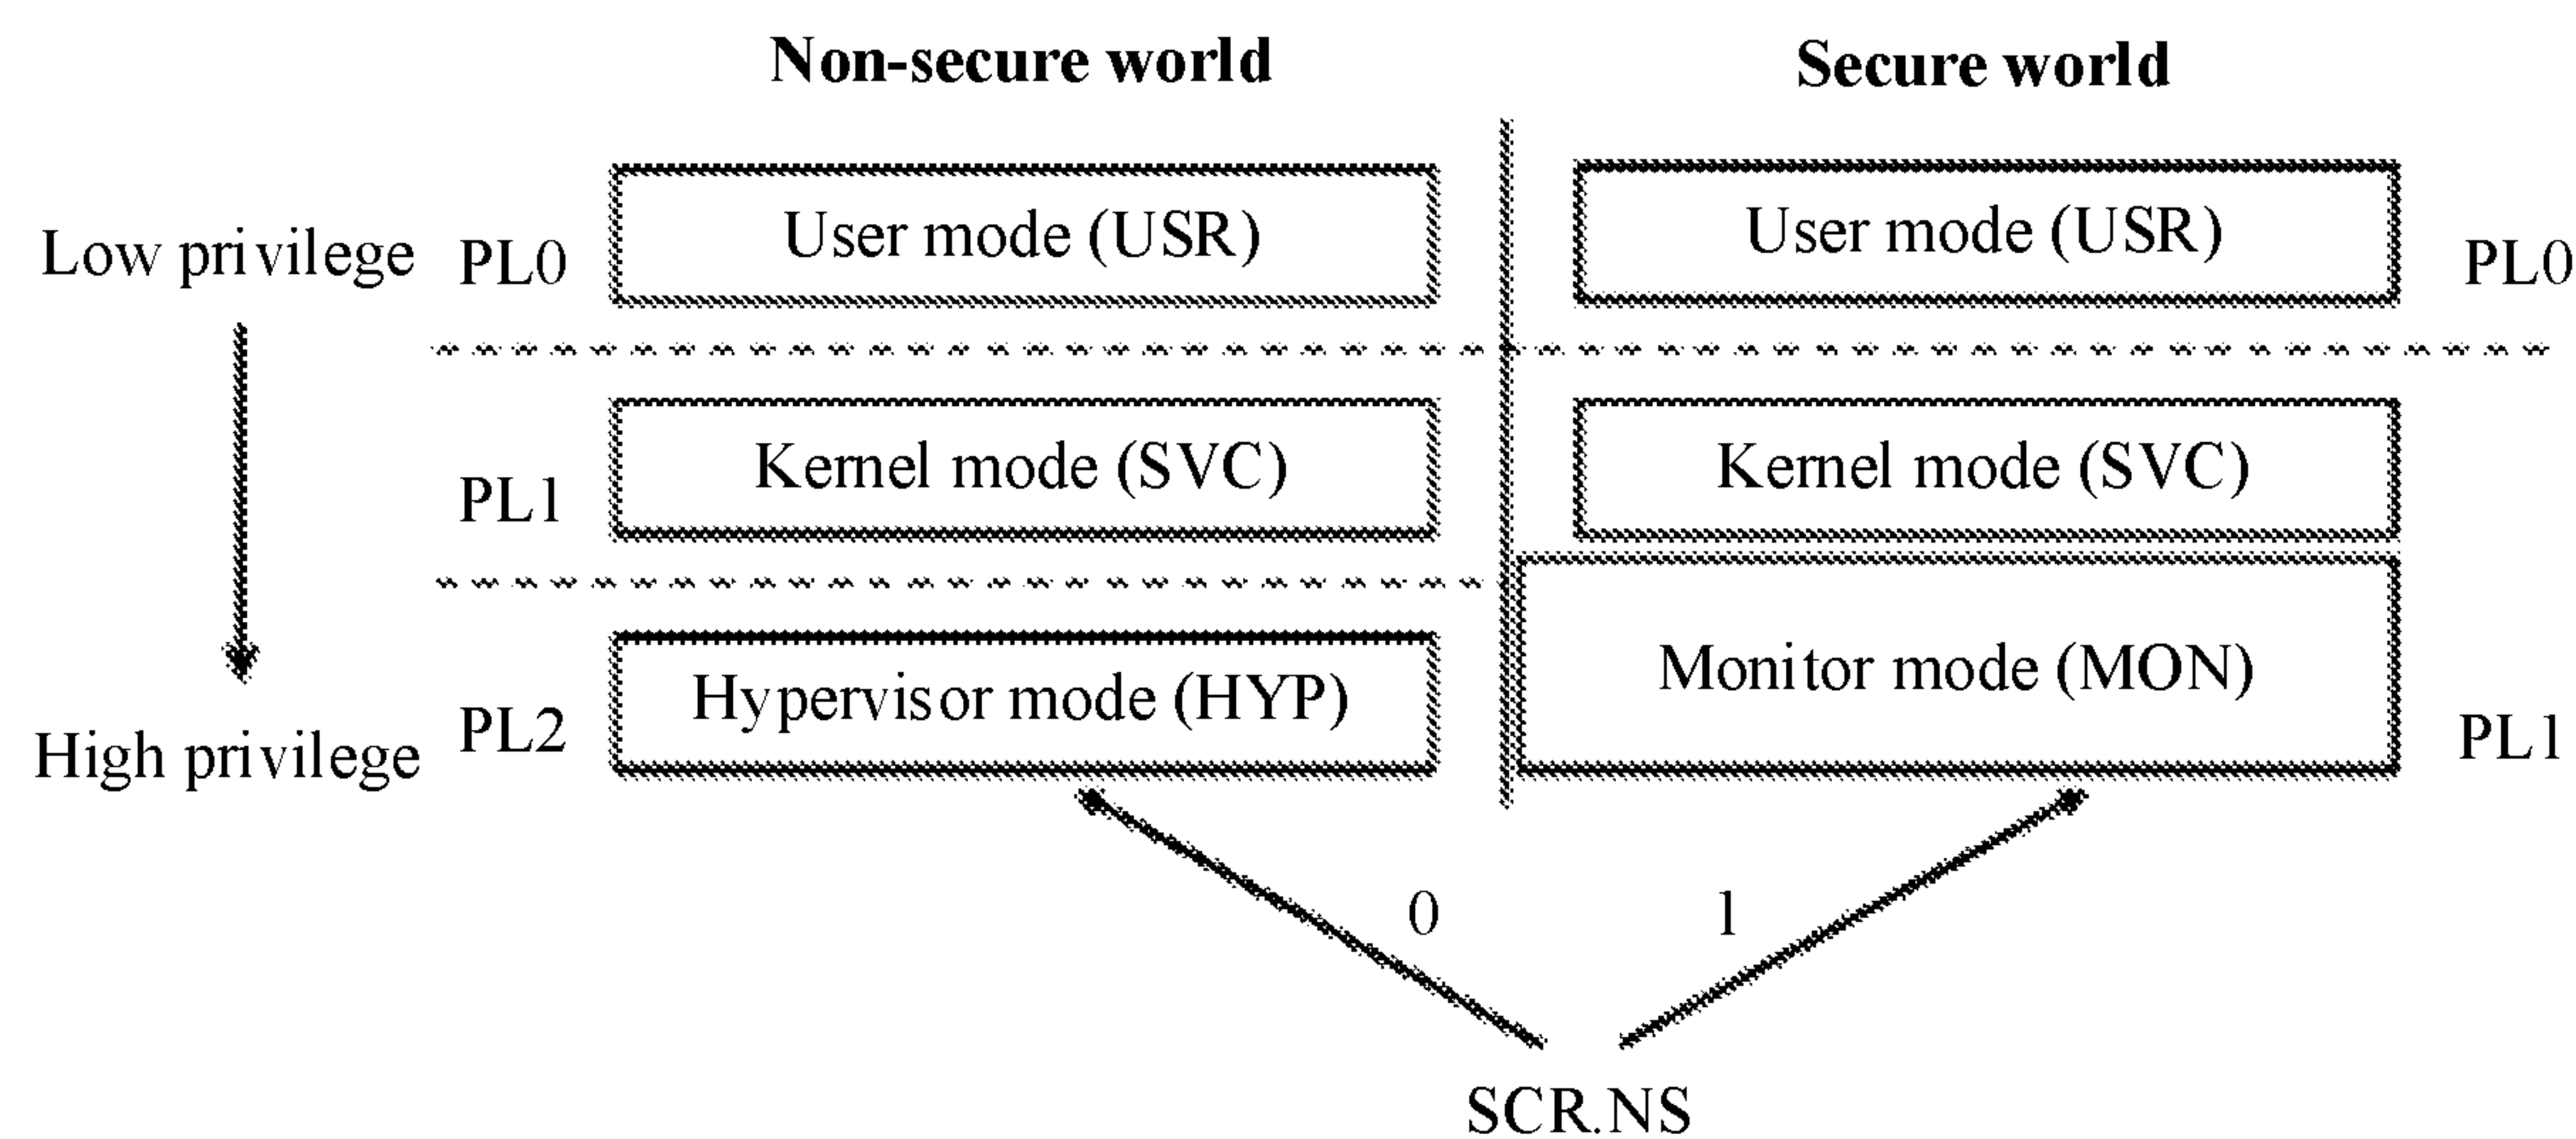 Non-secure world
Secure world
Low privilege
PL0
User mode (USR)
User mode (USR)
PL0
PL1
Kernel mode (SVC)
Kernel mode (SVC)
High privilege
PL2
Hypervisor mode (HYP)
Monitor mode (MON)
PL1
0
1
SCR.NS